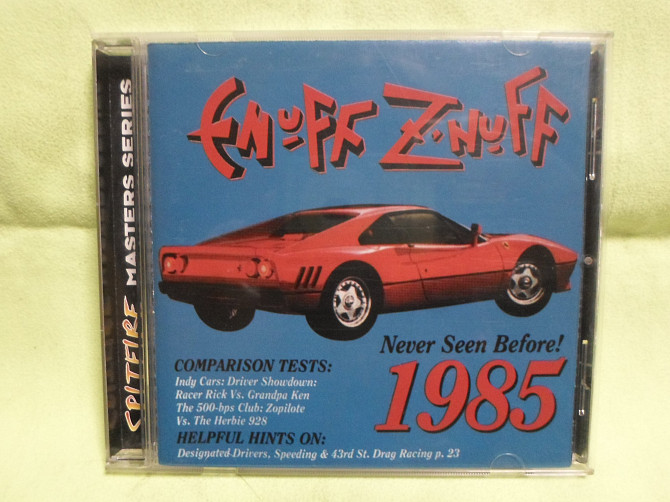 SPITFIRE MASTERS SERIES
Enuff Z'nuff
Never Seen Before!
1985
COMPARISON TESTS:
Indy Cars: Driver Showdown:
Racer Rick Vs. Grandpa Ken
The 500-bps Club: Zopilote
Vs. The Herbie 928
HELPFUL HINTS ON:
Designated-Drivers, Speeding & 43rd St. Drag Racing p. 23